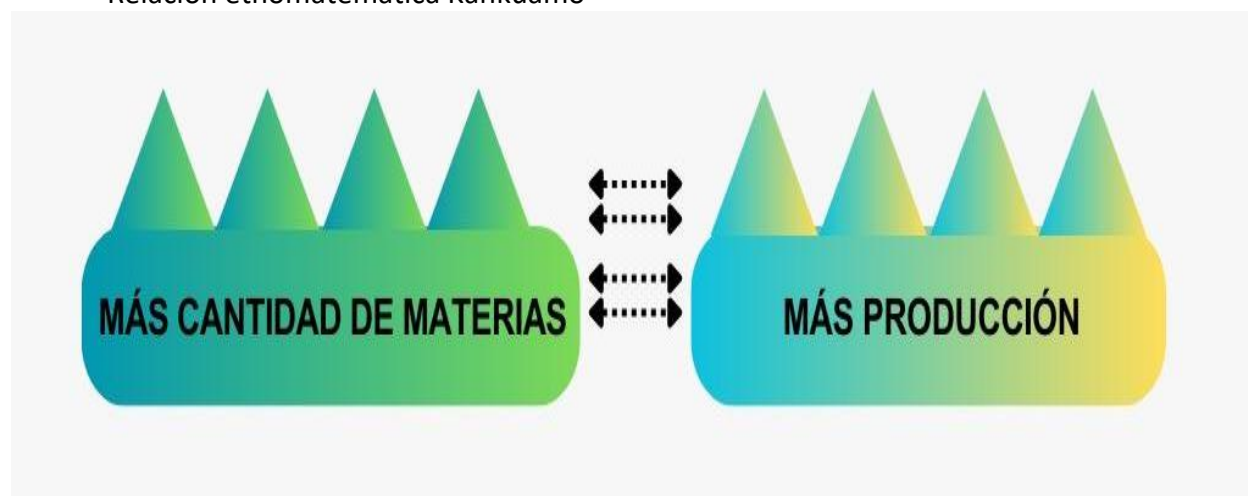 Relación etnomatemática Kankuamo
MÁS CANTIDAD DE MATERIAS
MÁS PRODUCCIÓN